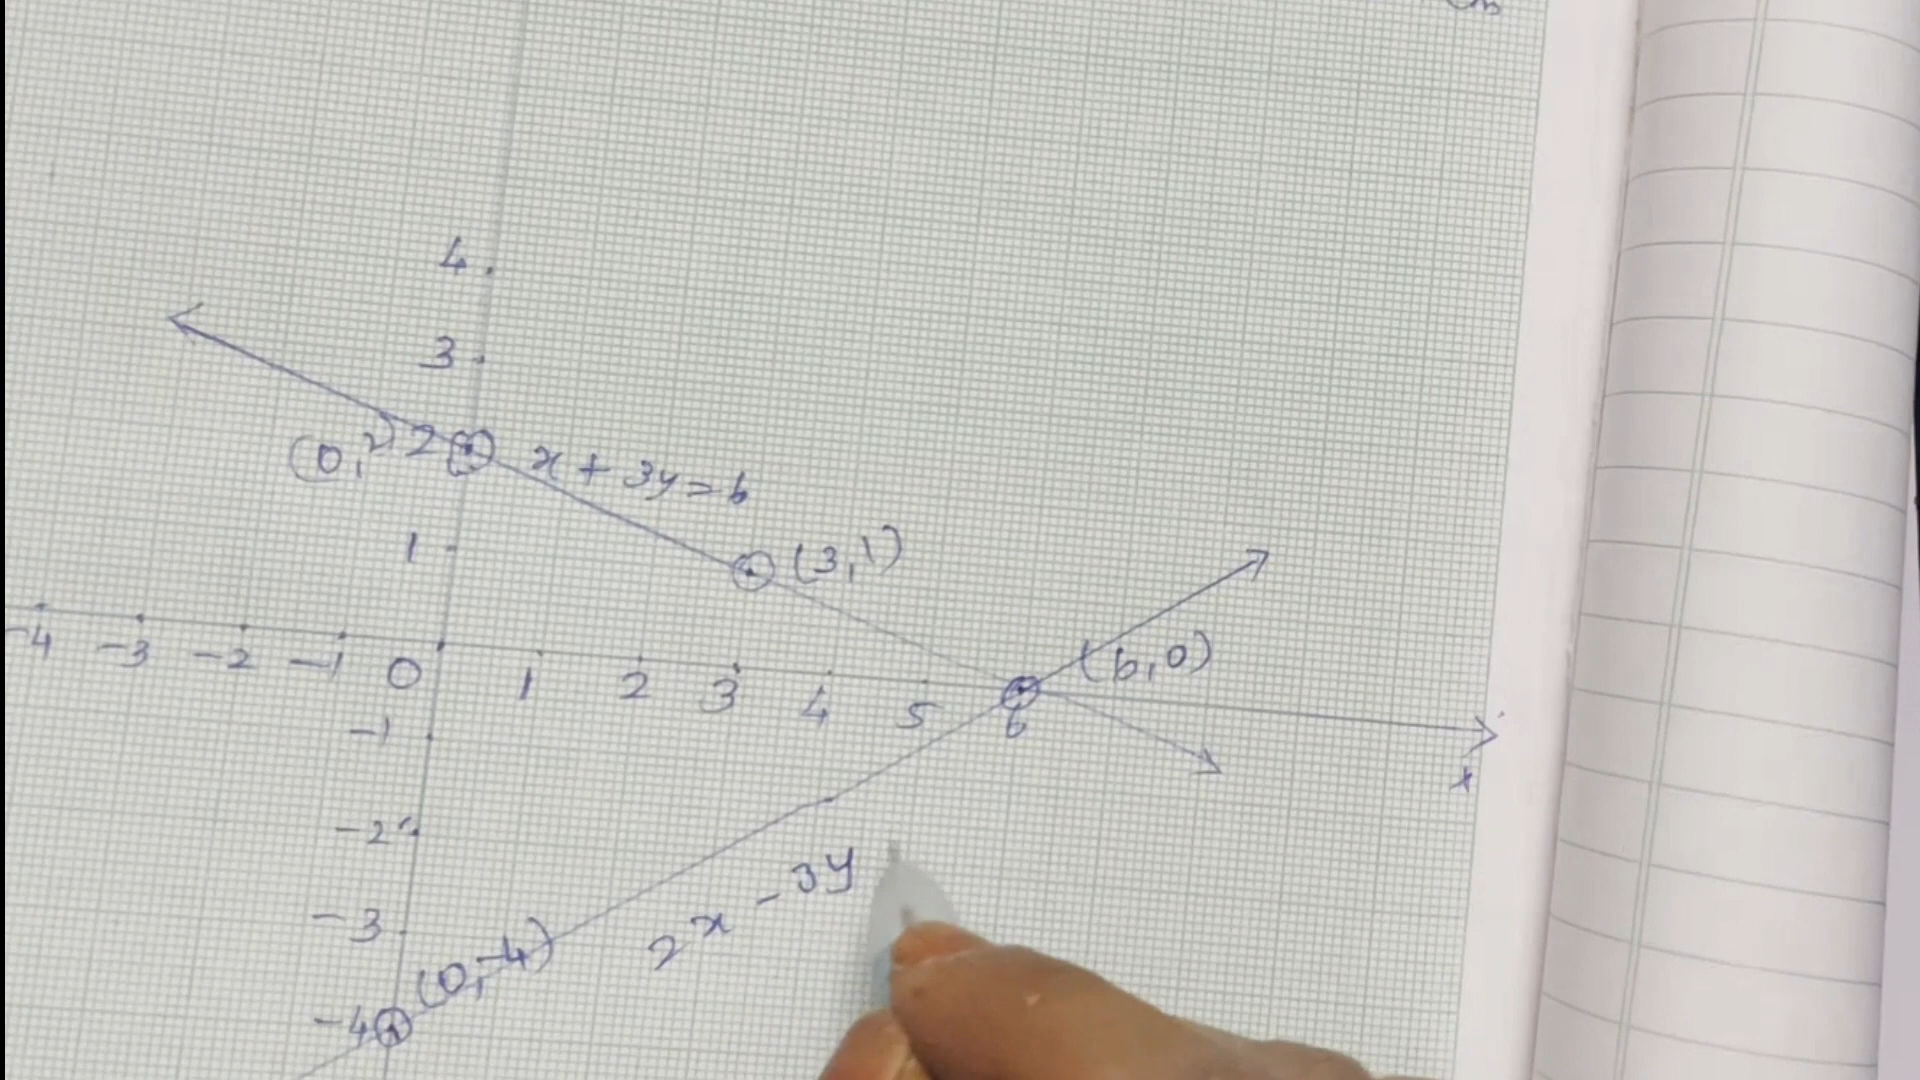 4
3
(0,2) 2
x + 3y = 6
1
(3,1)
-4 -3 -2 -1 0 1 2 3 4 5 6
(6,0)
x
-1
-2
2x - 3y
-3
(0,-4)
-4